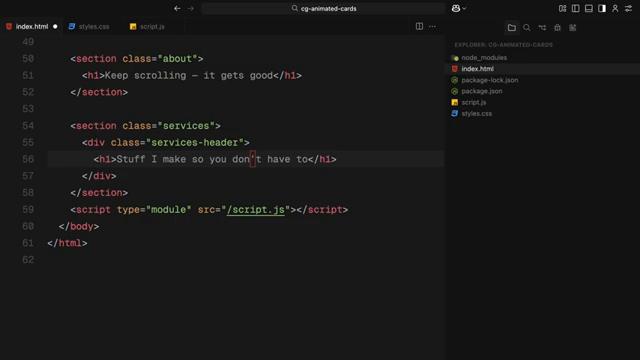 cg-animated-cards
index.html
styles.css
script.js
EXPLORER: CG-ANIMATED-CARDS
node_modules
index.html
package-lock.json
package.json
script.js
styles.css
49
50 <section class="about">
51 <h1>Keep scrolling — it gets good</h1>
52 </section>
53
54 <section class="services">
55 <div class="services-header">
56 <h1>Stuff I make so you don't have to</h1>
57 </div>
58 </section>
59 <script type="module" src="/script.js"></script>
60 </body>
61 </html>
62